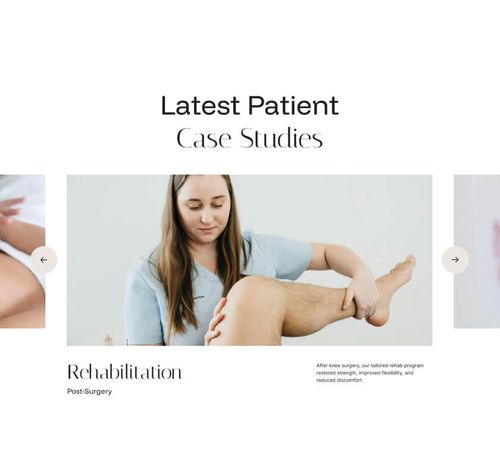 Latest Patient
Case Studies
Rehabilitation
Post-Surgery
After knee surgery, our tailored rehab program
restored strength, improved flexibility, and
reduced discomfort.